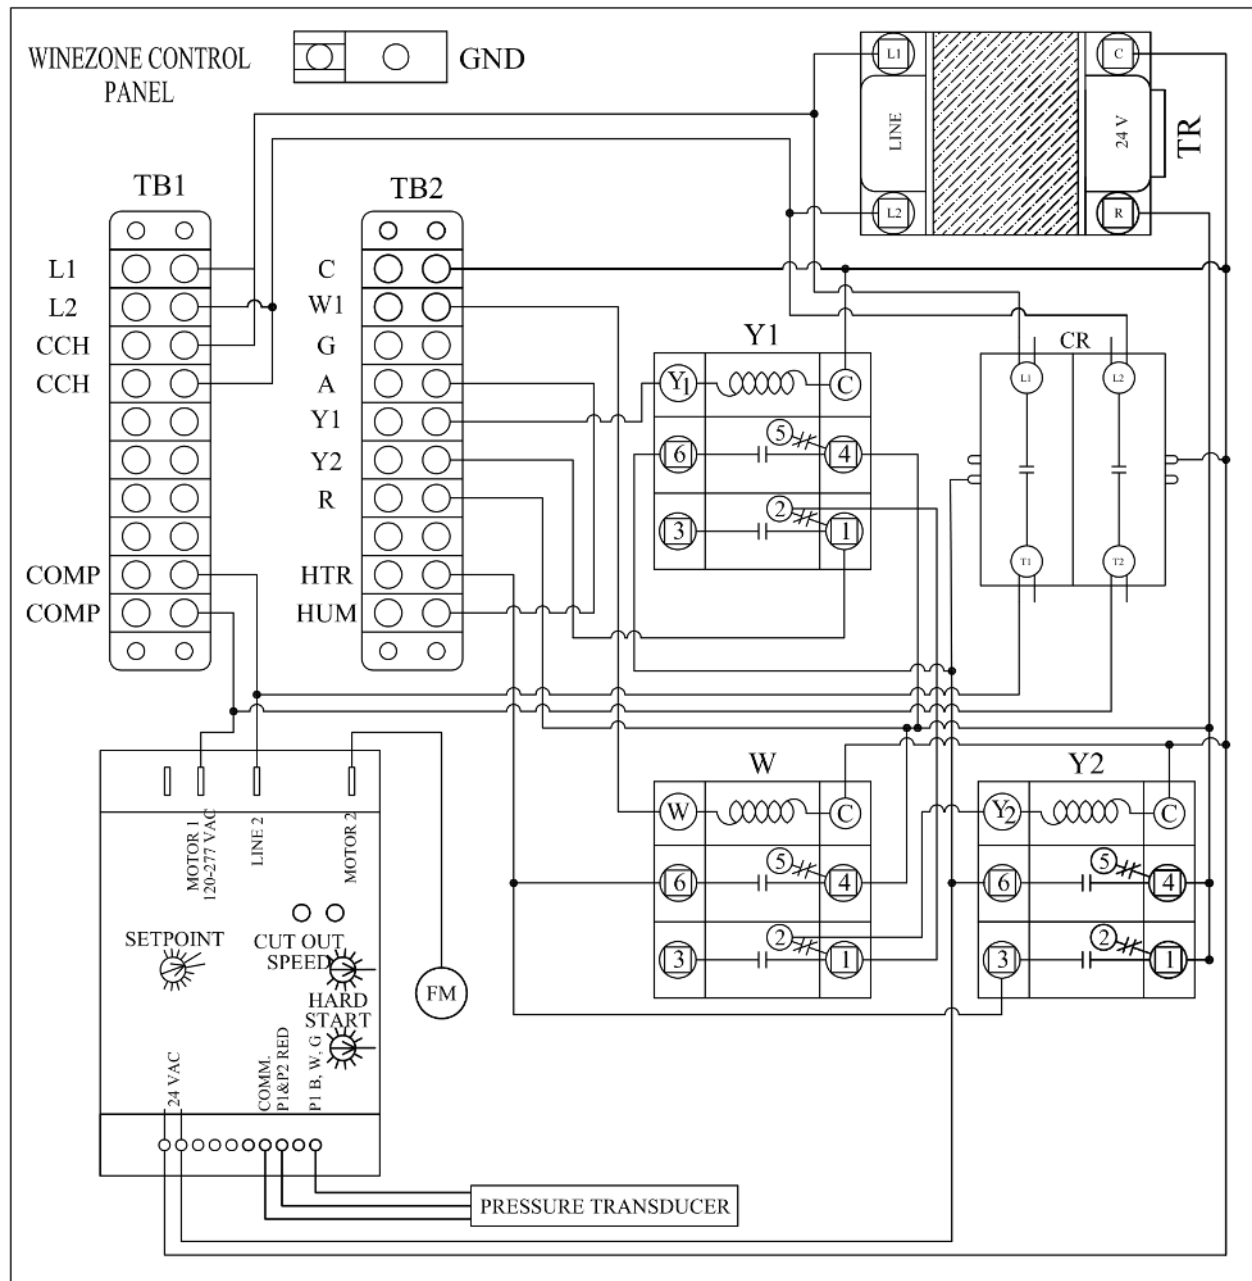 WINEZONE CONTROL
PANEL
GND
L1
C
LINE
24 V
TR
L2
R
TB1
TB2
L1
L2
CCH
CCH
COMP
COMP
C
W1
G
A
Y1
Y2
R
HTR
HUM
Y1
Y1
C
6
5
4
3
2
1
CR
L1
L2
T1
T2
W
W
C
6
5
4
3
2
1
Y2
Y2
C
6
5
4
3
2
1
MOTOR 1
120-277 VAC
LINE 2
MOTOR 2
SETPOINT
CUT OUT
SPEED
HARD
START
FM
24 VAC
COMM.
P1&P2 RED
P1 B, W, G
PRESSURE TRANSDUCER